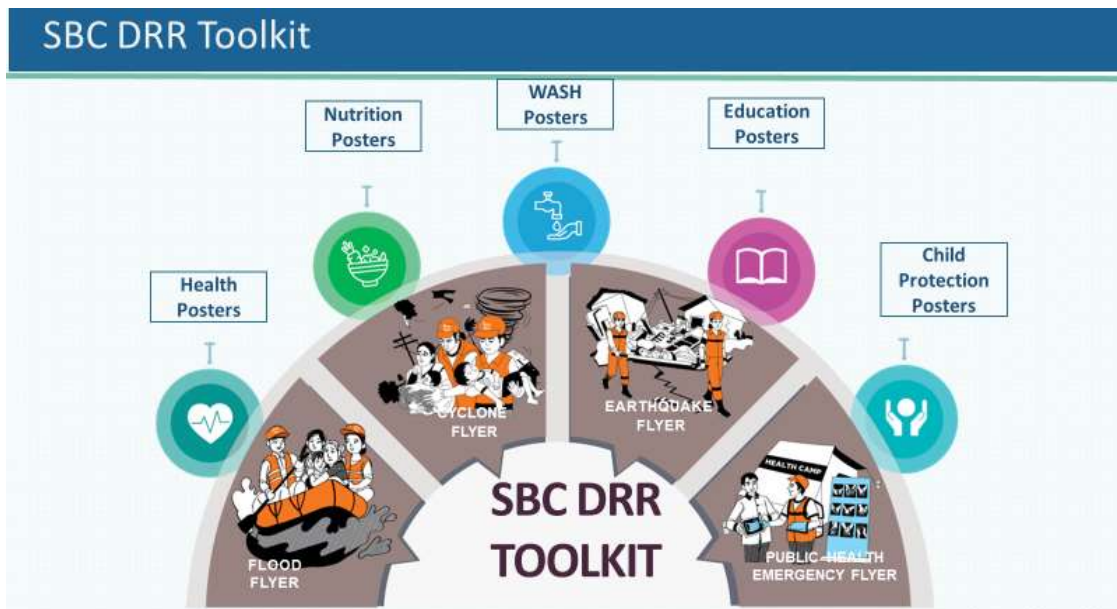 SBC DRR Toolkit
WASH
Posters
Nutrition
Posters
Education
Posters
Child
Protection
Posters
Health
Posters
CYCLONE
FLYER
EARTHQUAKE
FLYER
HEALTH CAMP
FLOOD
FLYER
PUBLIC HEALTH
EMERGENCY FLYER
SBC DRR
TOOLKIT